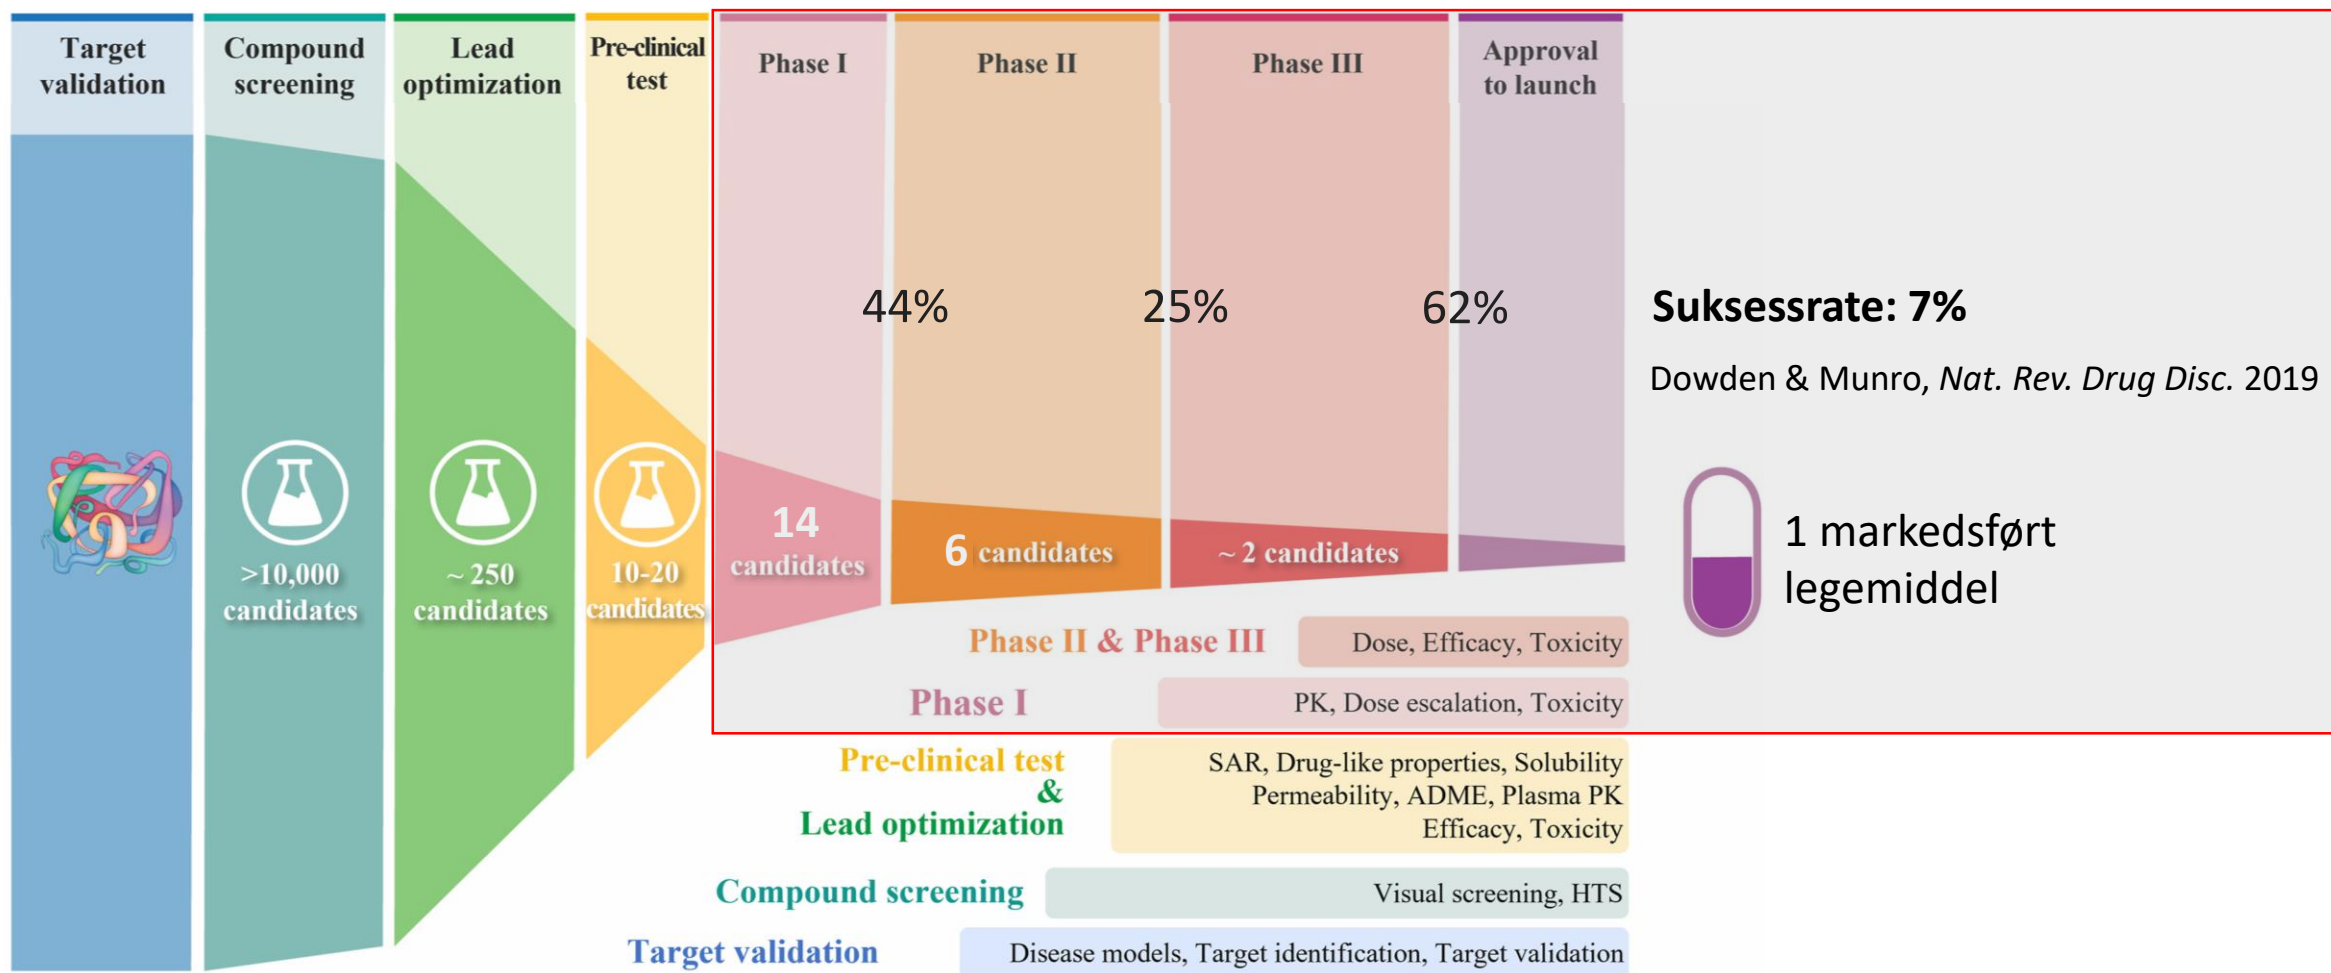 Target
validation
Compound
screening
Lead
optimization
Pre-clinical
test
Phase I
Phase II
Phase III
Approval
to launch
44%
25%
62%
Suksessrate: 7%
Dowden & Munro, Nat. Rev. Drug Disc. 2019
>10,000
candidates
~ 250
candidates
10-20
candidates
14
candidates
6 candidates
~ 2 candidates
1 markedsført
legemiddel
Phase II & Phase III
Dose, Efficacy, Toxicity
Phase I
PK, Dose escalation, Toxicity
Pre-clinical test
&
Lead optimization
SAR, Drug-like properties, Solubility
Permeability, ADME, Plasma PK
Efficacy, Toxicity
Compound screening
Visual screening, HTS
Target validation
Disease models, Target identification, Target validation